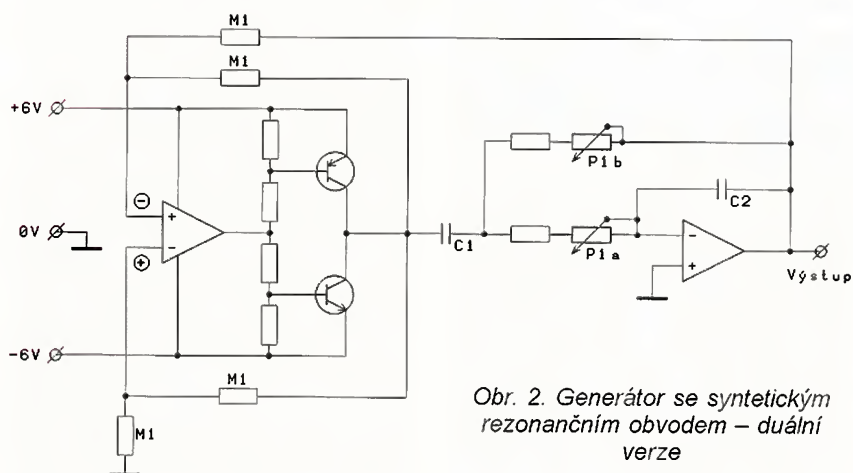 M1
M1
+6V
P1b
⊖
+
C2
0V
-
⊕
C1
P1a
-
+
Výstup
-6V
M1
M1
Obr. 2. Generátor se syntetickým
rezonančním obvodem – duální
verze